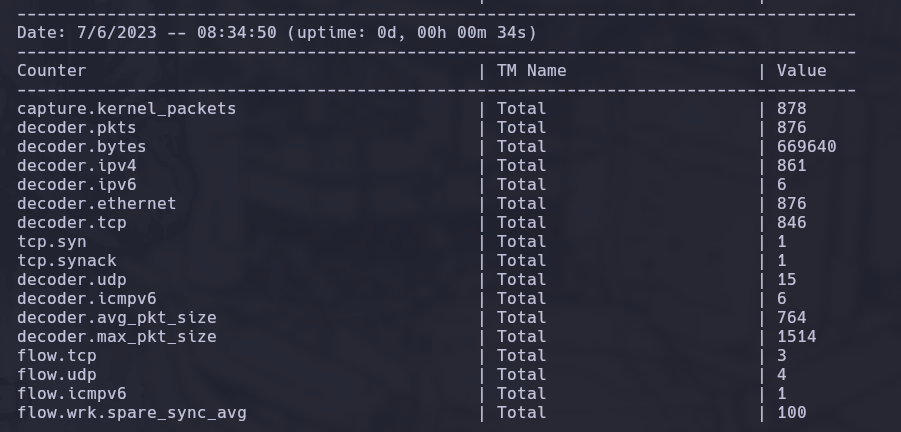 ------------------------------------------------------------------------------------
Date: 7/6/2023 -- 08:34:50 (uptime: 0d, 00h 00m 34s)
------------------------------------------------------------------------------------
Counter | TM Name | Value
------------------------------------------------------------------------------------
capture.kernel_packets | Total | 878
decoder.pkts | Total | 876
decoder.bytes | Total | 669640
decoder.ipv4 | Total | 861
decoder.ipv6 | Total | 6
decoder.ethernet | Total | 876
decoder.tcp | Total | 846
tcp.syn | Total | 1
tcp.synack | Total | 1
decoder.udp | Total | 15
decoder.icmpv6 | Total | 6
decoder.avg_pkt_size | Total | 764
decoder.max_pkt_size | Total | 1514
flow.tcp | Total | 3
flow.udp | Total | 4
flow.icmpv6 | Total | 1
flow.wrk.spare_sync_avg | Total | 100